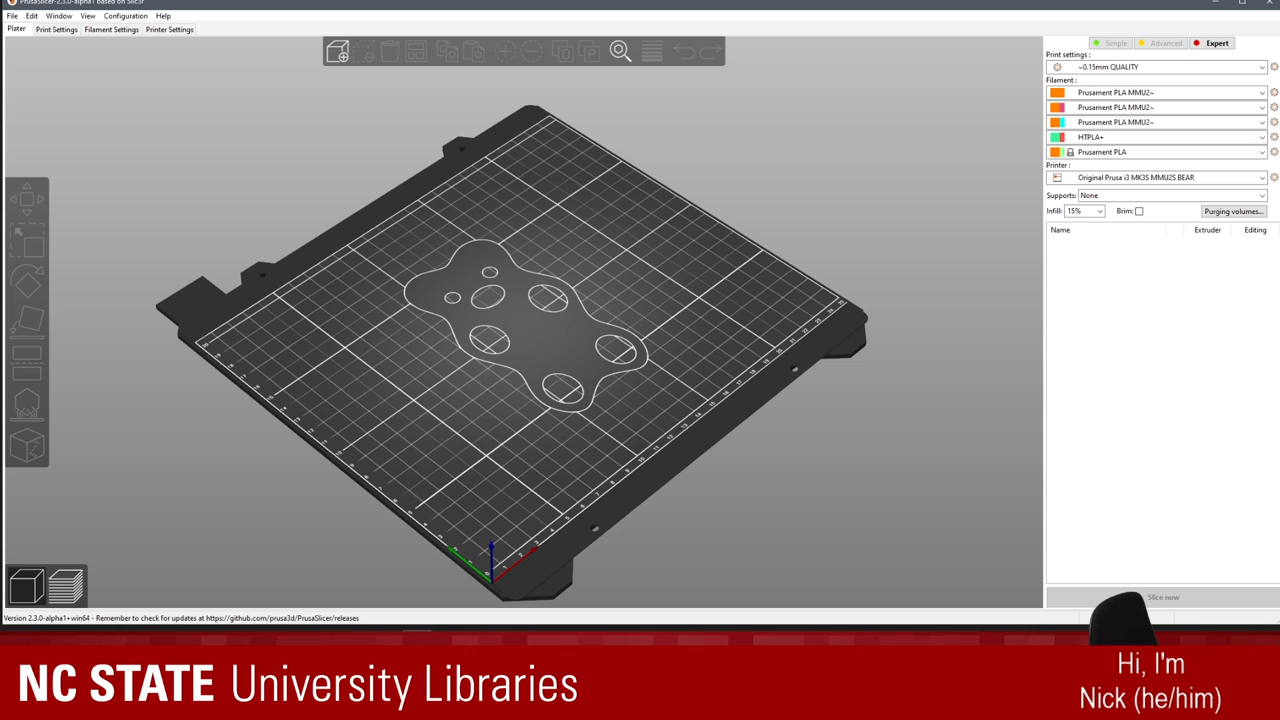 PrusaSlicer-2.3.0-alpha1 based on Slic3r
File Edit Window View Configuration Help
Plater Print Settings Filament Settings Printer Settings
Simple Advanced Expert
Print settings :
~0.15mm QUALITY
Filament :
Prusament PLA MMU2~
Prusament PLA MMU2~
Prusament PLA MMU2~
HTPLA+
Prusament PLA
Printer :
Original Prusa i3 MK3S MMU2S BEAR
Supports: None
Infill: 15% Brim: Purging volumes...
Name Extruder Editing
Slice now
Version 2.3.0-alpha1+win64 - Remember to check for updates at https://github.com/prusa3d/PrusaSlicer/releases
NC STATE University Libraries
Hi, I'm
Nick (he/him)